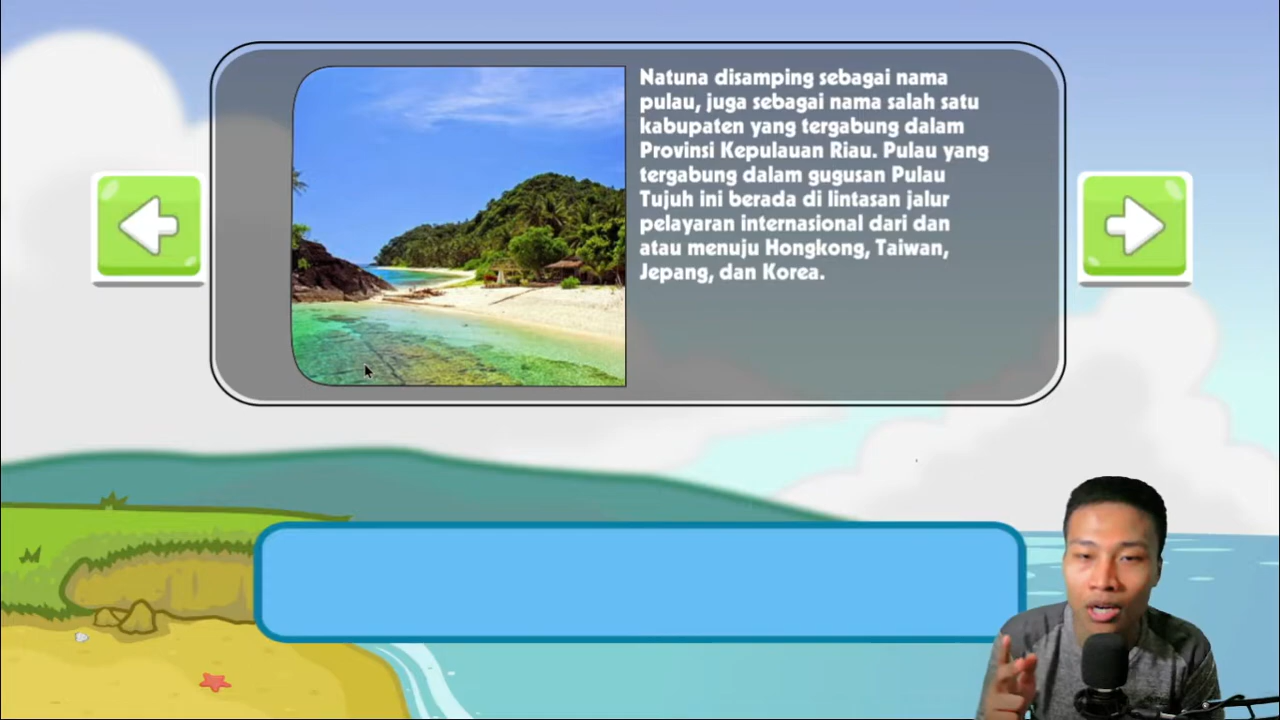 Natuna disamping sebagai nama
pulau, juga sebagai nama salah satu
kabupaten yang tergabung dalam
Provinsi Kepulauan Riau. Pulau yang
tergabung dalam gugusan Pulau
Tujuh ini berada di lintasan jalur
pelayaran internasional dari dan
atau menuju Hongkong, Taiwan,
Jepang, dan Korea.